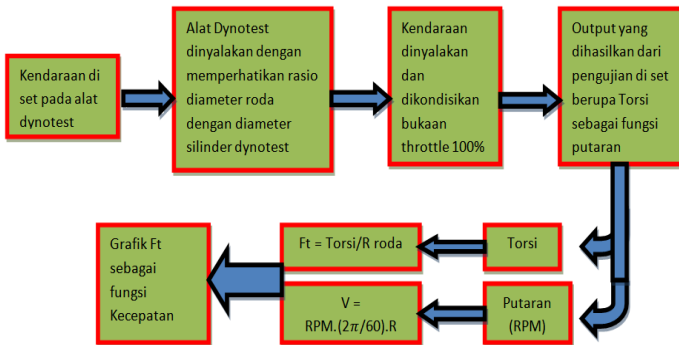 Kendaraan di
set pada alat
dynotest
Alat Dynotest
dinyalakan dengan
memperhatikan rasio
diameter roda
dengan diameter
silinder dynotest
Kendaraan
dinyalakan
dan
dikondisikan
bukaan
throttle 100%
Output yang
dihasilkan dari
pengujian di set
berupa Torsi
sebagai fungsi
putaran
Torsi
Ft = Torsi/R roda
Putaran
(RPM)
V =
RPM.(2π/60).R
Grafik Ft
sebagai
fungsi
Kecepatan